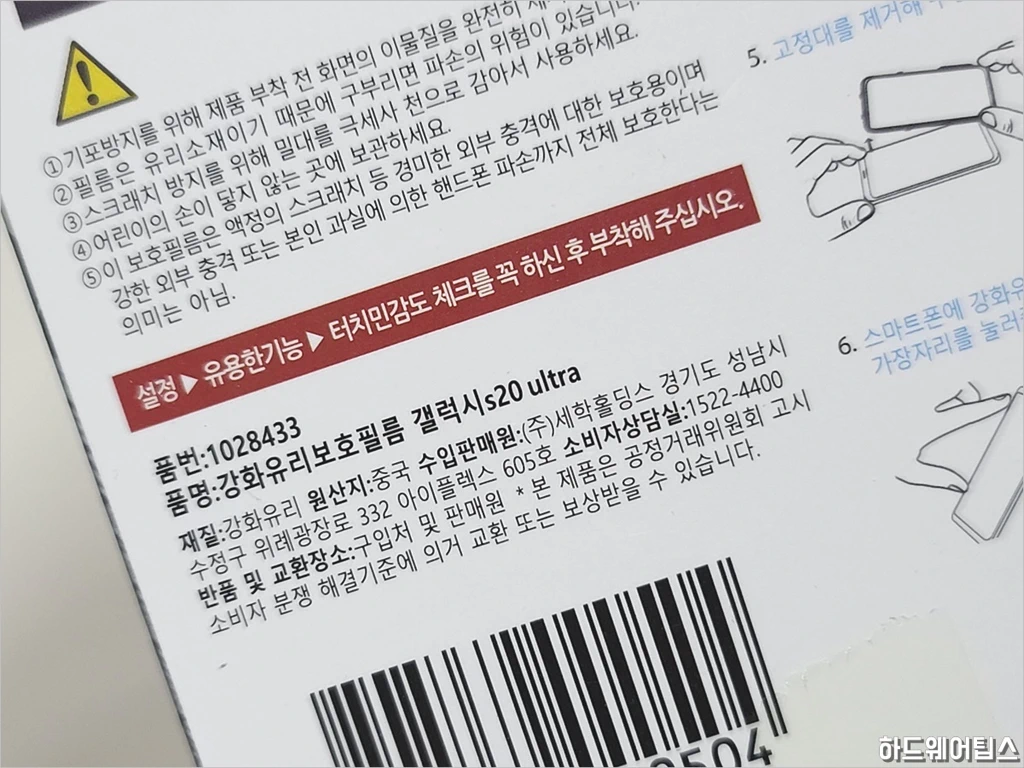 ①기포방지를 위해 제품 부착 전 화면의 이물질을 완전히
②필름은 유리소재이기 때문에 구부리면 파손의 위험이 있습니다.
③스크래치 방지를 위해 밀대를 극세사 천으로 감아서 사용하세요.
④어린이의 손이 닿지 않는 곳에 보관하세요.
⑤이 보호필름은 액정의 스크래치 등 경미한 외부 충격에 대한 보호용이며
강한 외부 충격 또는 본인 과실에 의한 핸드폰 파손까지 전체 보호한다는
의미는 아님.
설정 ▶ 유용한기능 ▶ 터치민감도 체크를 꼭 하신 후 부착해 주십시오.
품번:1028433
품명:강화유리보호필름 갤럭시s20 ultra
재질:강화유리 원산지:중국 수입판매원:(주)세학홀딩스 경기도 성남시
수정구 위례광장로 332 아이플렉스 605호 소비자상담실:1522-4400
반품 및 교환장소:구입처 및 판매원 * 본 제품은 공정거래위원회 고시
소비자 분쟁 해결기준에 의거 교환 또는 보상받을 수 있습니다.
5. 고정대를 제거해
6. 스마트폰에
가장자리를 눌러
하드웨어팁스